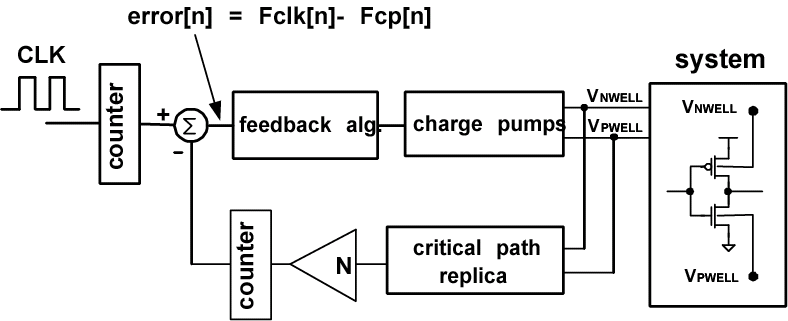 error[n] = Fclk[n]- Fcp[n]
CLK
counter
+
Σ
-
feedback alg.
charge pumps
VNWELL
VPWELL
system
VNWELL
VPWELL
counter
N
critical path
replica